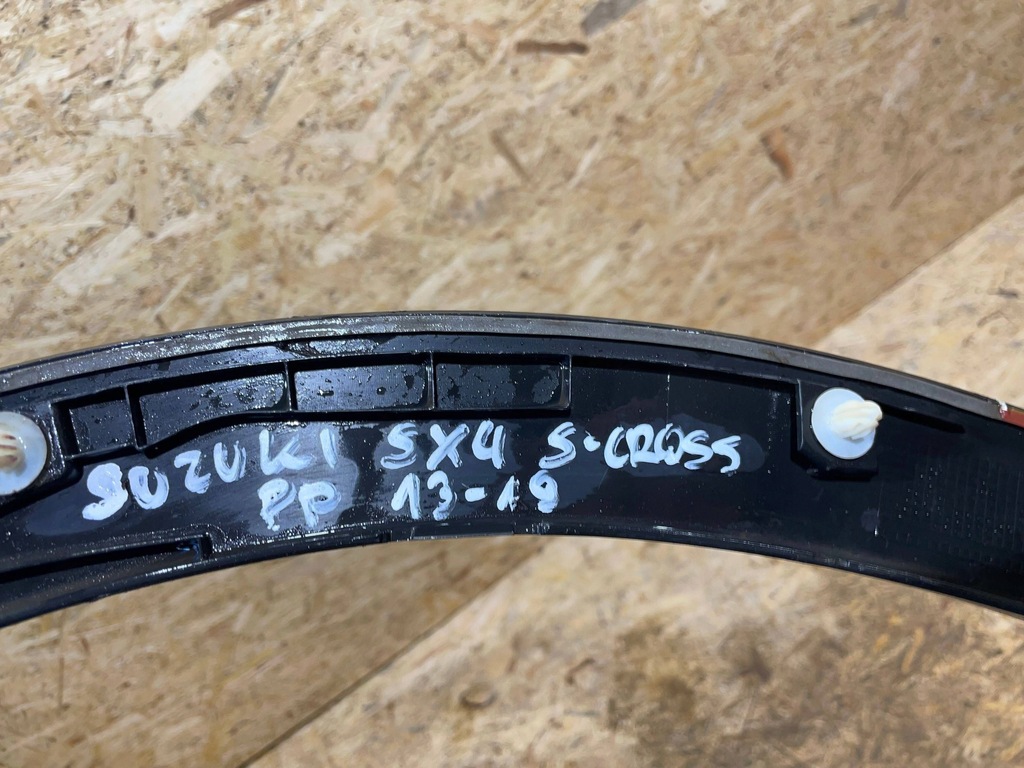 SUZUKI SX4 S-CROSS
PP 13-19